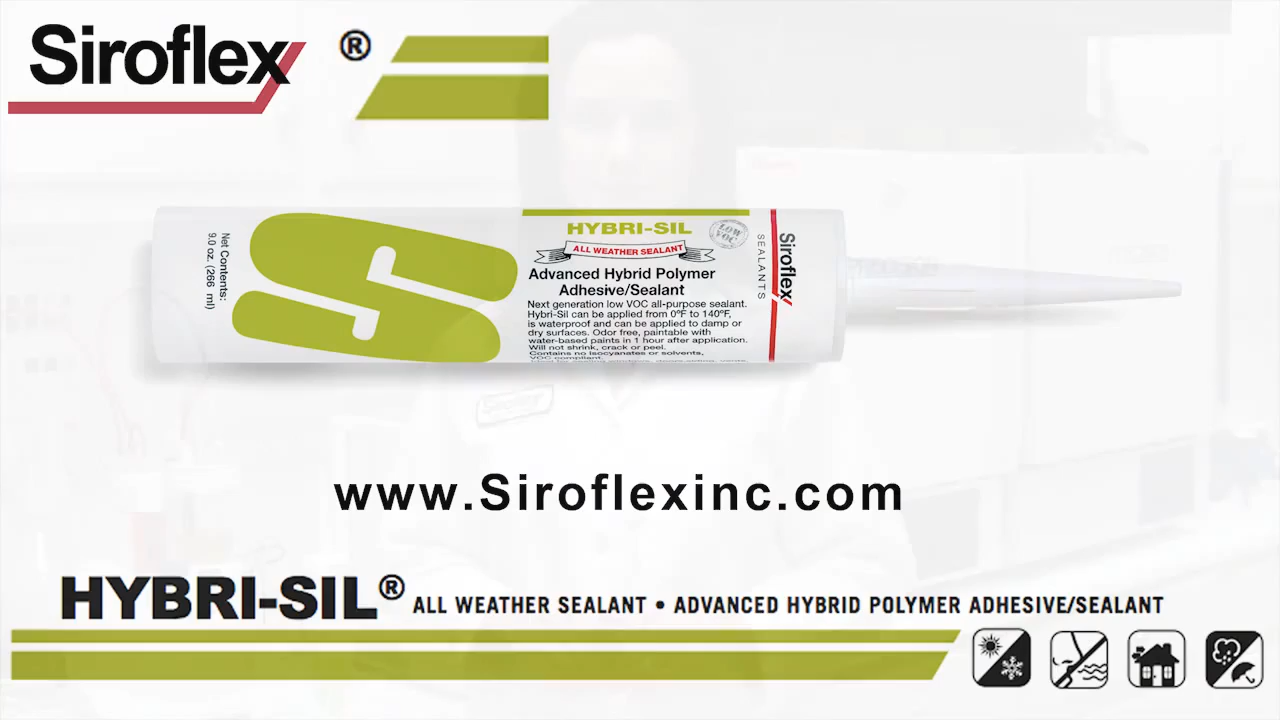 Siroflex ®
Net Contents:
9.0 oz. (266 ml)
HYBRI-SIL
ALL WEATHER SEALANT
LOW
VOC
Advanced Hybrid Polymer
Adhesive/Sealant
Next generation low VOC all-purpose sealant.
Hybri-Sil can be applied from 0ºF to 140ºF,
is waterproof and can be applied to damp or
dry surfaces. Odor free, paintable with
water-based paints in 1 hour after application.
Will not shrink, crack or peel.
Contains no isocyanates or solvents,
VOC compliant.
Siroflex
SEALANTS
Siroflex
www.Siroflexinc.com
HYBRI-SIL® ALL WEATHER SEALANT • ADVANCED HYBRID POLYMER ADHESIVE/SEALANT